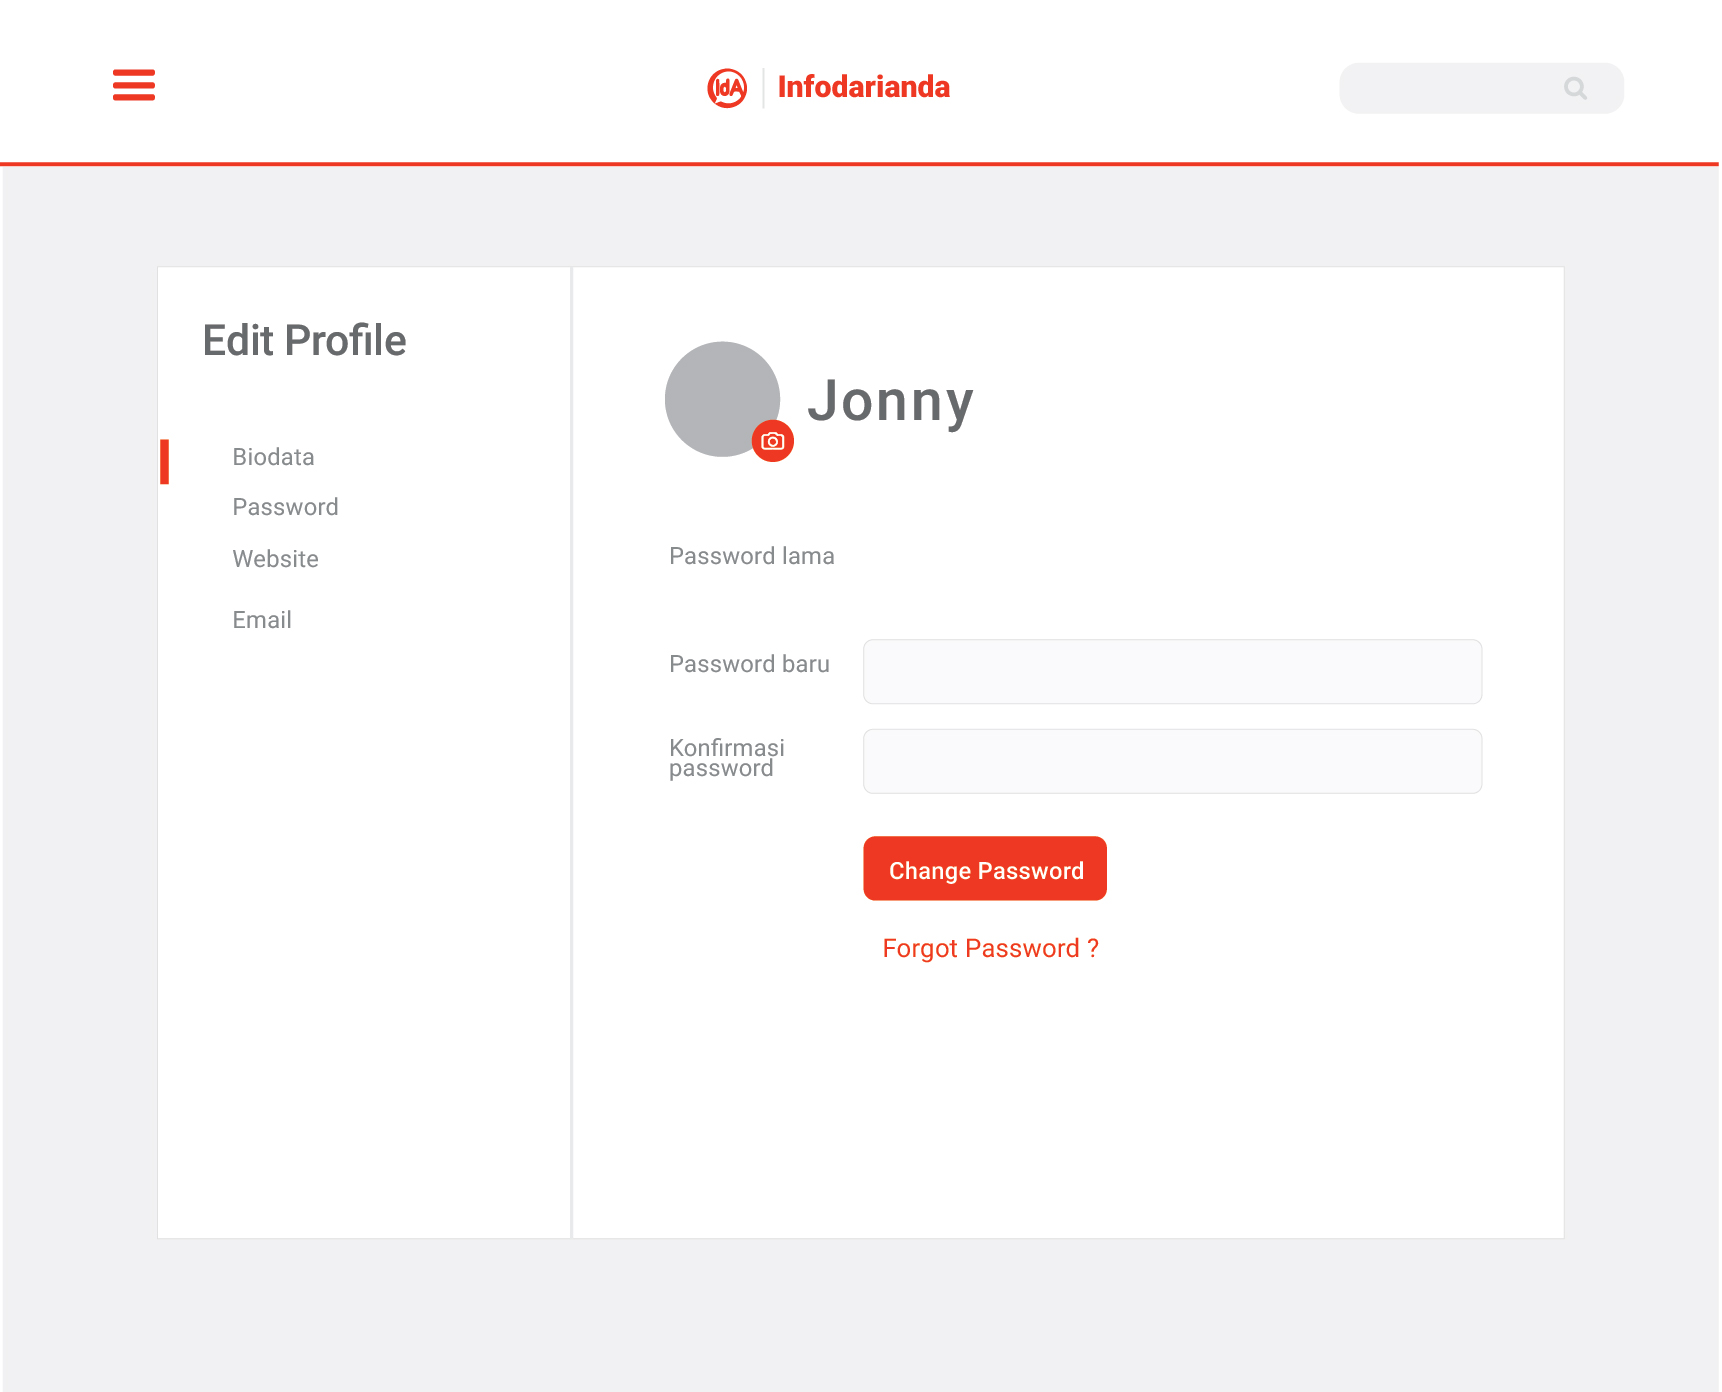 IdA
Infodarianda
Edit Profile
Biodata
Password
Website
Email
Jonny
Password lama
Password baru
Konfirmasi
password
Change Password
Forgot Password ?